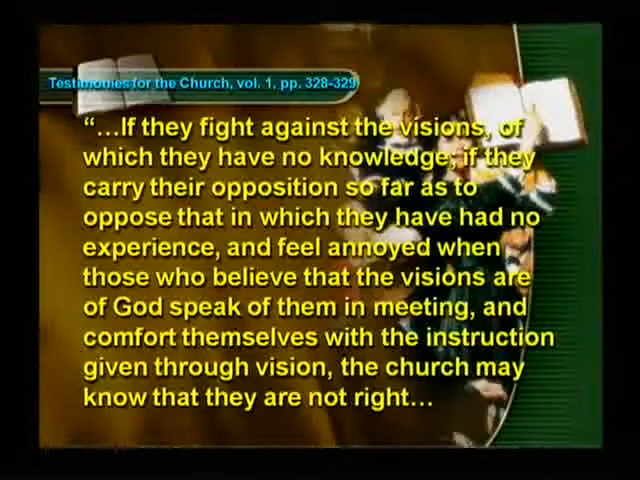 Testimonies for the Church, vol. 1, pp. 328-329
“…If they fight against the visions, of
which they have no knowledge; if they
carry their opposition so far as to
oppose that in which they have had no
experience, and feel annoyed when
those who believe that the visions are
of God speak of them in meeting, and
comfort themselves with the instruction
given through vision, the church may
know that they are not right…